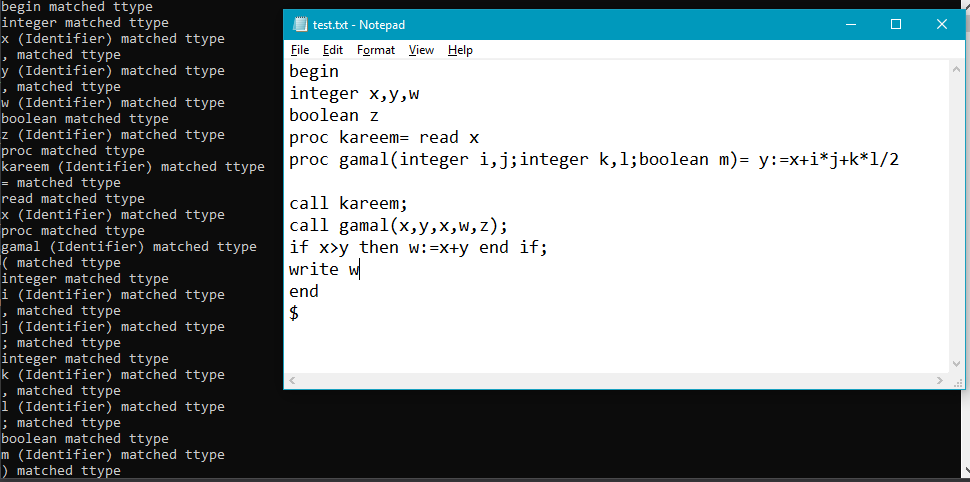 begin matched ttype
integer matched ttype
x (Identifier) matched ttype
, matched ttype
y (Identifier) matched ttype
, matched ttype
w (Identifier) matched ttype
boolean matched ttype
z (Identifier) matched ttype
proc matched ttype
kareem (Identifier) matched ttype
= matched ttype
read matched ttype
x (Identifier) matched ttype
proc matched ttype
gamal (Identifier) matched ttype
( matched ttype
integer matched ttype
i (Identifier) matched ttype
, matched ttype
j (Identifier) matched ttype
; matched ttype
integer matched ttype
k (Identifier) matched ttype
, matched ttype
l (Identifier) matched ttype
; matched ttype
boolean matched ttype
m (Identifier) matched ttype
) matched ttype
test.txt - Notepad
File Edit Format View Help
begin
integer x,y,w
boolean z
proc kareem= read x
proc gamal(integer i,j;integer k,l;boolean m)= y:=x+i*j+k*l/2
call kareem;
call gamal(x,y,x,w,z);
if x>y then w:=x+y end if;
write w
end
$